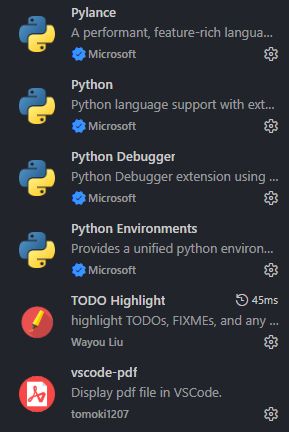 Pylance
A performant, feature-rich langua...
Microsoft
Python
Python language support with ext...
Microsoft
Python Debugger
Python Debugger extension using ...
Microsoft
Python Environments
Provides a unified python environ...
Microsoft
TODO Highlight 45ms
highlight TODOs, FIXMEs, and any ...
Wayou Liu
vscode-pdf
Display pdf file in VSCode.
tomoki1207